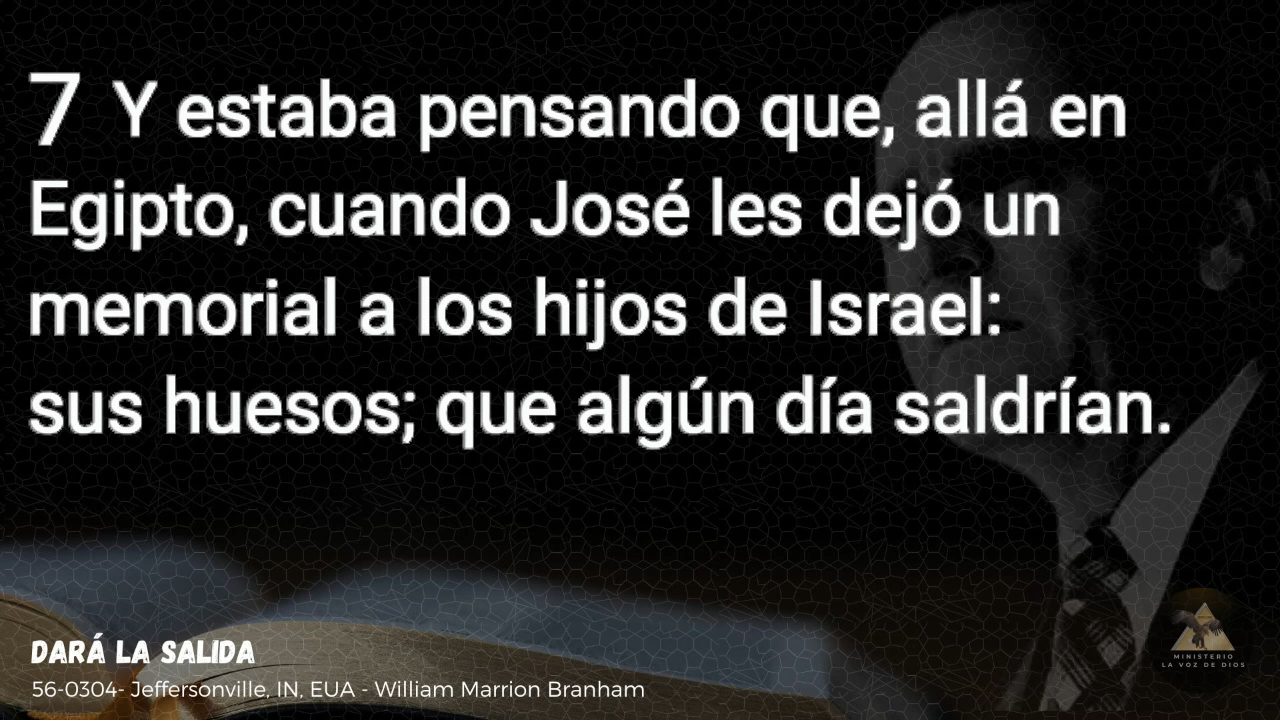 7 Y estaba pensando que, allá en
Egipto, cuando José les dejó un
memorial a los hijos de Israel:
sus huesos; que algún día saldrían.
DARÁ LA SALIDA
56-0304- Jeffersonville, IN, EUA - William Marrion Branham
MINISTERIO
LA VOZ DE DIOS